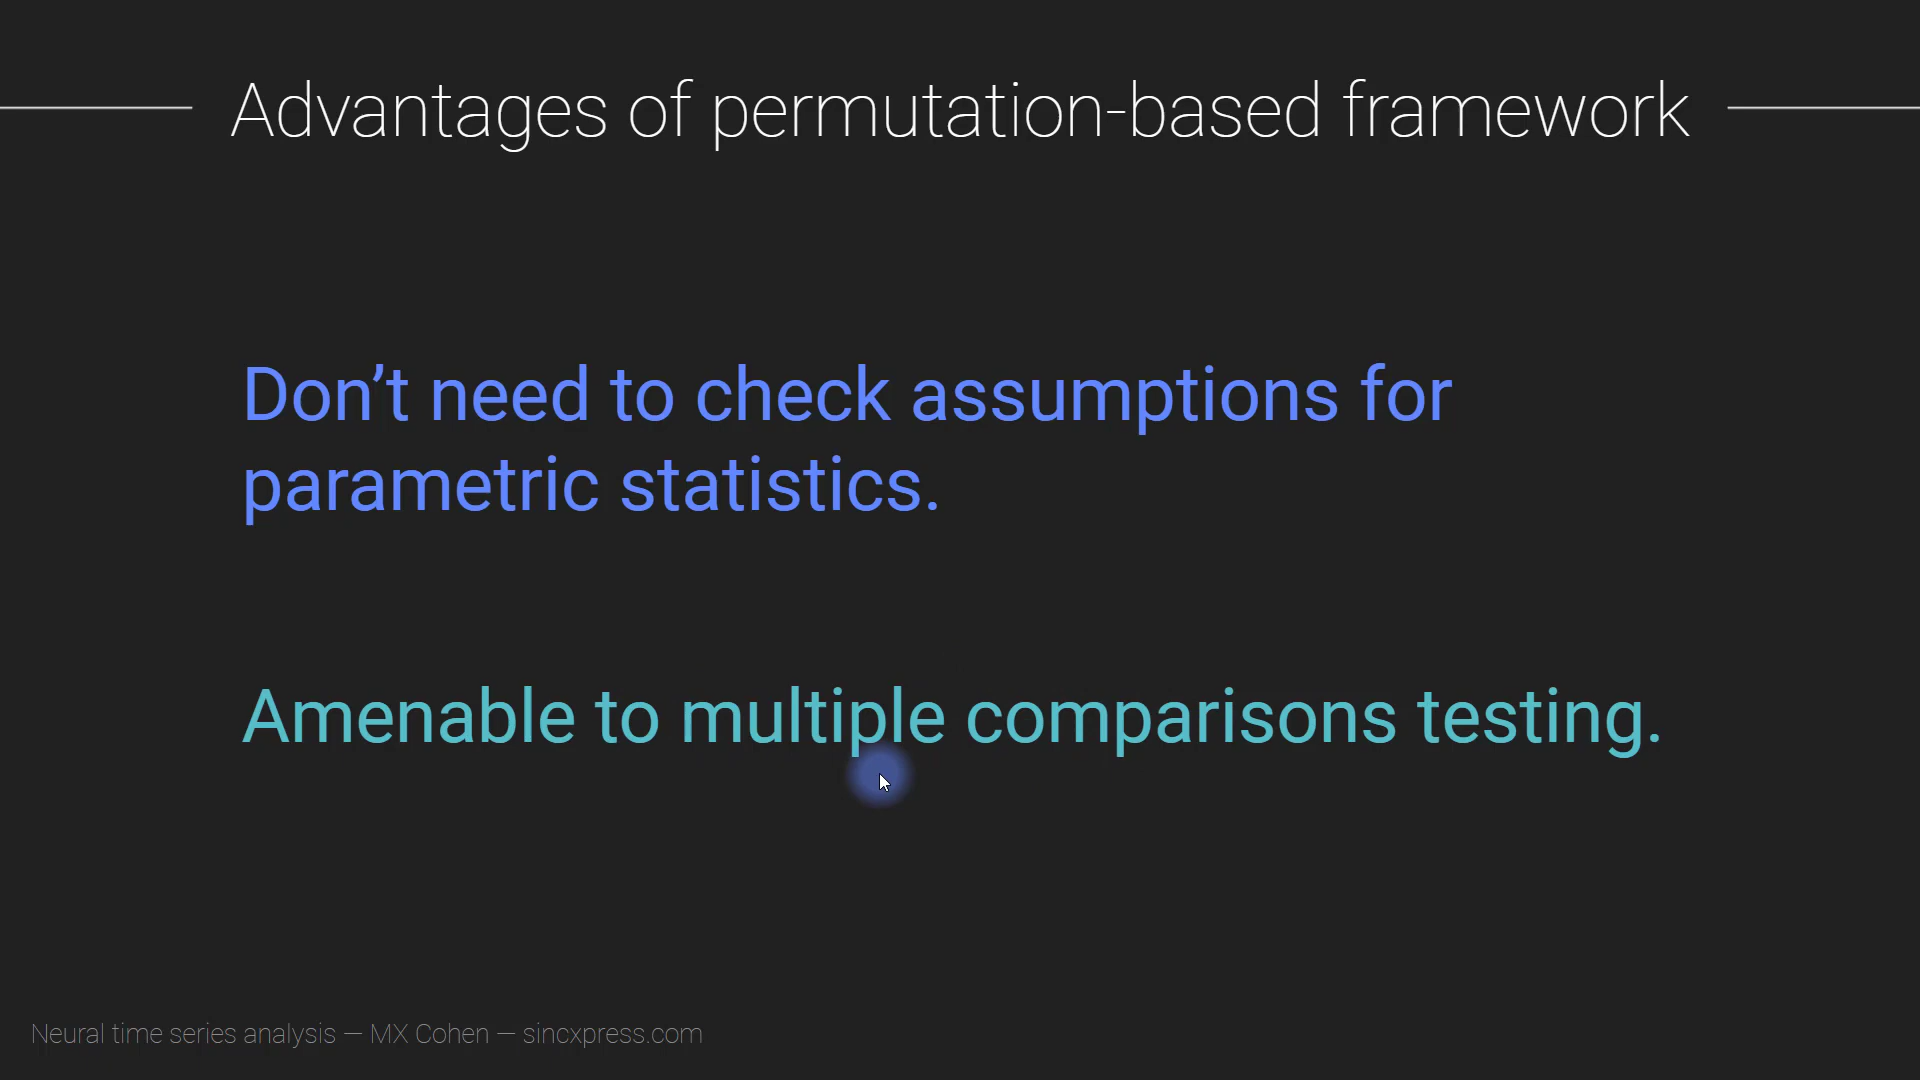 Advantages of permutation-based framework
Don’t need to check assumptions for
parametric statistics.
Amenable to multiple comparisons testing.
Neural time series analysis — MX Cohen — sincxpress.com